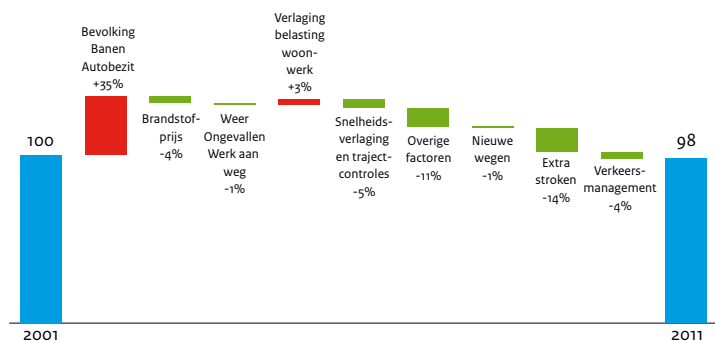 100
Bevolking
Banen
Autobezit
+35%
Brandstof-
prijs
-4%
Weer
Ongevallen
Werk aan
weg
-1%
Verlaging
belasting
woon-
werk
+3%
Snelheids-
verlaging
en traject-
controles
-5%
Overige
factoren
-11%
Nieuwe
wegen
-1%
Extra
stroken
-14%
Verkeers-
management
-4%
98
2001
2011